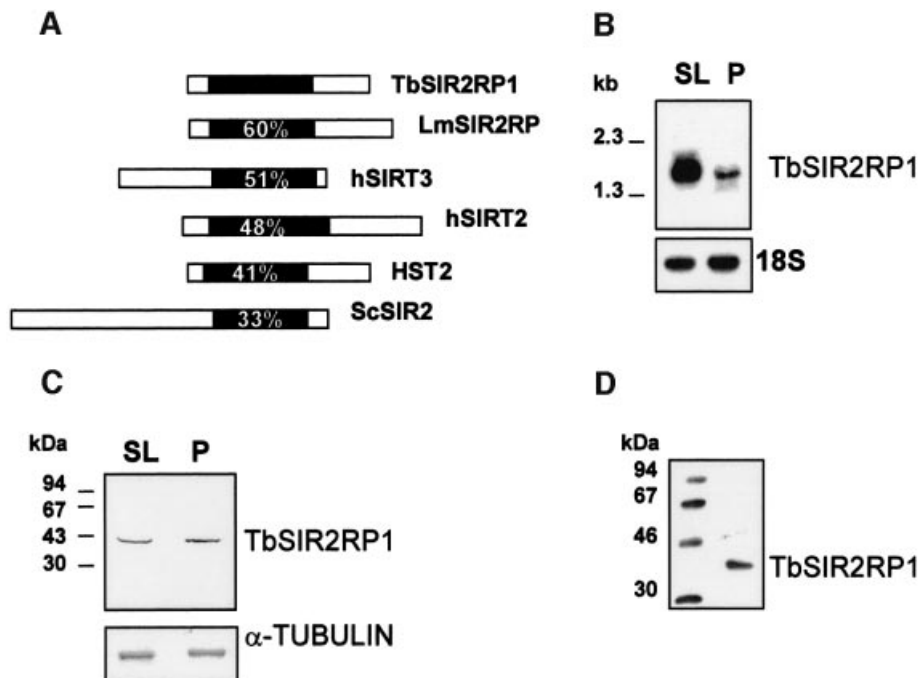 A
TbSIR2RP1
60% LmSIR2RP
51% hSIRT3
48% hSIRT2
41% HST2
33% ScSIR2
B
SL P
kb
2.3
TbSIR2RP1
1.3
18S
C
kDa SL P
94
67
43
TbSIR2RP1
30
α-TUBULIN
D
kDa
94
67
46
TbSIR2RP1
30